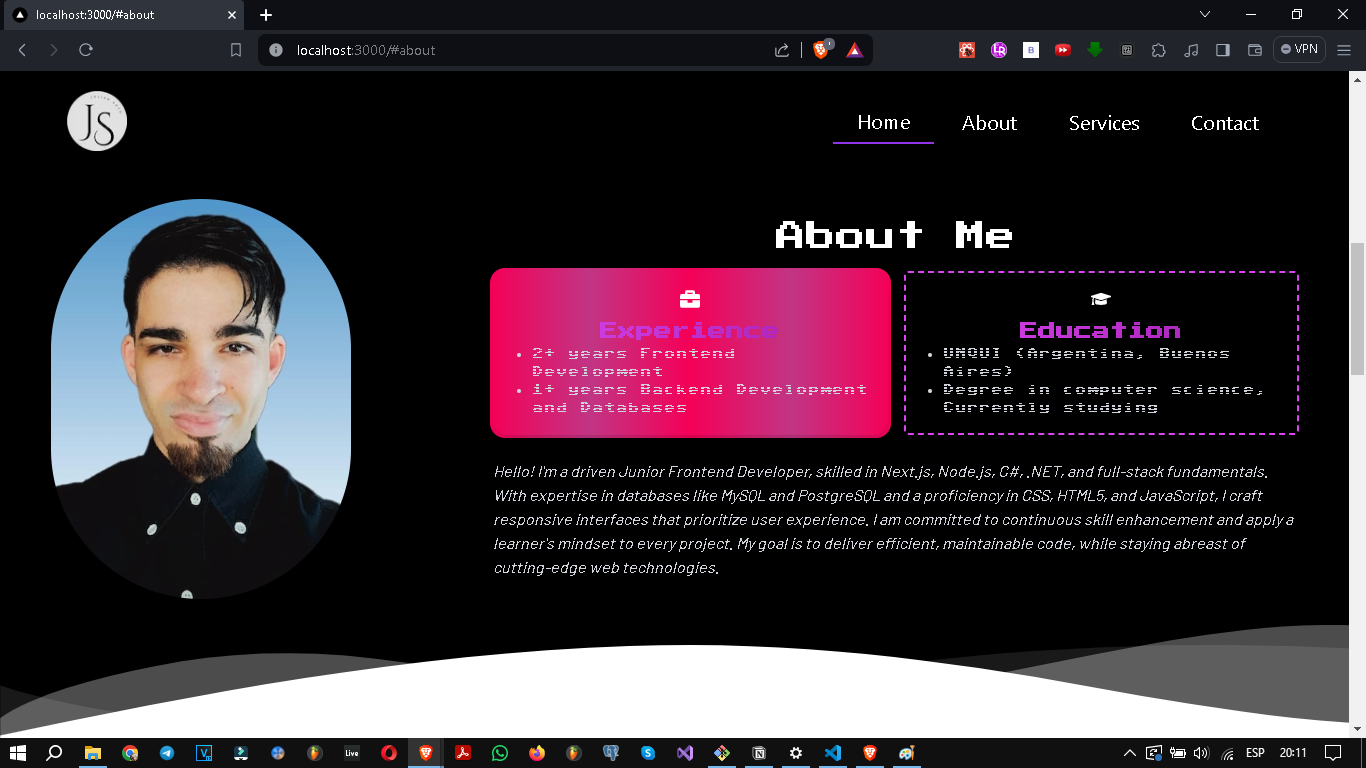 localhost:3000/#about
localhost:3000/#about
VPN
JS
Home
About
Services
Contact
About Me
Experience
2+ years Frontend
Development
1+ years Backend Development
and Databases
Education
UNQUI (Argentina, Buenos
Aires)
Degree in computer science,
Currently studying
Hello! I'm a driven Junior Frontend Developer, skilled in Next.js, Node.js, C#, .NET, and full-stack fundamentals.
With expertise in databases like MySQL and PostgreSQL and a proficiency in CSS, HTML5, and JavaScript, I craft
responsive interfaces that prioritize user experience. I am committed to continuous skill enhancement and apply a
learner's mindset to every project. My goal is to deliver efficient, maintainable code, while staying abreast of
cutting-edge web technologies.
Live
ESP
20:11